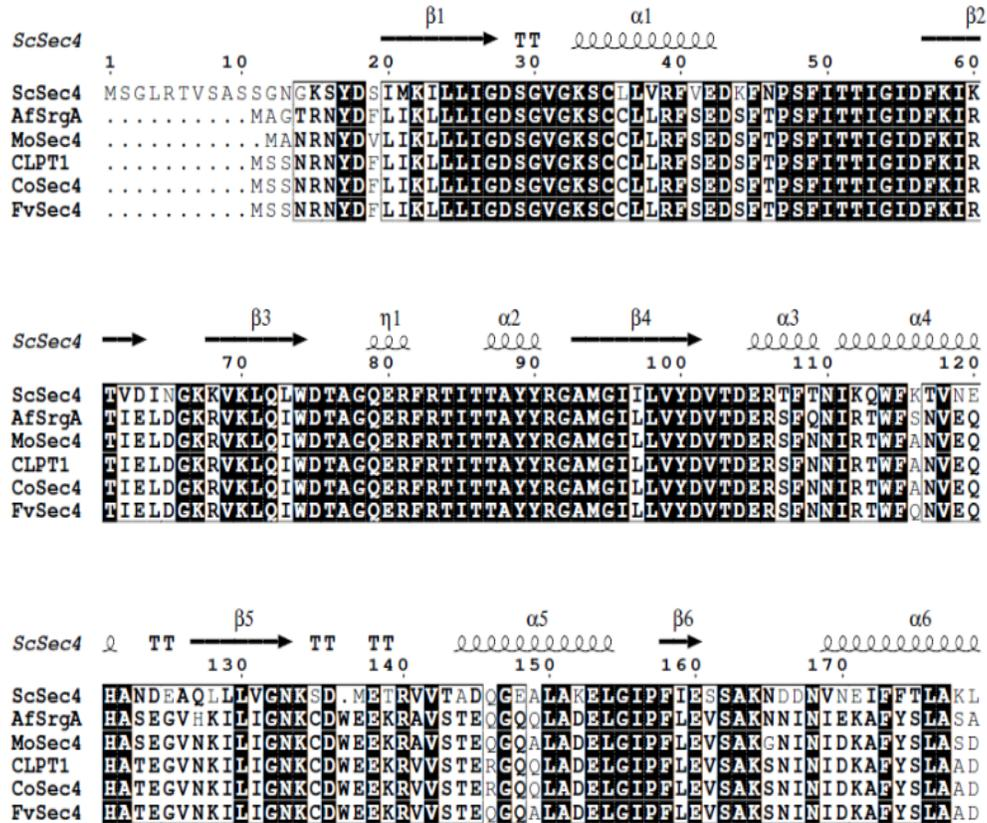 β1 α1 β2
ScSec4 TT
1 10 20 30 40 50 60
ScSec4 MSGLRTVSASSGNGKSYDSIMKILLIGDSGVGKSCLLVRFVEDKFNPSFITTIGIDFKIK
AfSrgA ..........MAGTRNYDFLIKLLLIGDSGVGKSCCLLRFSEDSFTPSFITTIGIDFKIR
MoSec4 ...........MANRNYDVLIKLLLIGDSGVGKSCCLLRFSEDSFTPSFITTIGIDFKIR
CLPT1 ..........MSSNRNYDFLIKLLLIGDSGVGKSCCLLRFSEDSFTPSFITTIGIDFKIR
CoSec4 ..........MSSNRNYDFLIKLLLIGDSGVGKSCCLLRFSEDSFTPSFITTIGIDFKIR
FvSec4 ..........MSSNRNYDFLIKLLLIGDSGVGKSCCLLRFSEDSFTPSFITTIGIDFKIR
β3 η1 α2 β4 α3 α4
ScSec4
70 80 90 100 110 120
ScSec4 TVDINGKKVKLQLWDTAGQERFRTITTAYYRGAMGIILVYDVTDERTFTNIKQWFKTVNE
AfSrgA TIELDGKRVKLQIWDTAGQERFRTITTAYYRGAMGILLVYDVTDERSFQNIRTWFSNVEQ
MoSec4 TIELDGKRVKLQIWDTAGQERFRTITTAYYRGAMGILLVYDVTDERSFNNIRTWFANVEQ
CLPT1 TIELDGKRVKLQIWDTAGQERFRTITTAYYRGAMGILLVYDVTDERSFNNIRTWFANVEQ
CoSec4 TIELDGKRVKLQIWDTAGQERFRTITTAYYRGAMGILLVYDVTDERSFNNIRTWFANVEQ
FvSec4 TIELDGKRVKLQIWDTAGQERFRTITTAYYRGAMGILLVYDVTDERSFNNIRTWFQNVEQ
β5 α5 β6 α6
ScSec4 TT TT TT
130 140 150 160 170
ScSec4 HANDEAQLLLVGNKSD.METRVVTADQGEALAKELGIPFIESSAKNDDNVNEIFFTLAKL
AfSrgA HASEGVHKILIGNKCDWEEKRAVSTEQGQQLADELGIPFLEVSAKNNINIEKAFYSLASA
MoSec4 HASEGVNKILIGNKCDWEEKRAVSTEQGQALADELGIPFLEVSAKGNINIDKAFYSLASD
CLPT1 HATEGVNKILIGNKCDWEEKRVVSTERGQQLADELGIPFLEVSAKSNINIDKAFYSLAAD
CoSec4 HATEGVNKILIGNKCDWEEKRVVSTERGQQLADELGIPFLEVSAKSNINIDKAFYSLAAD
FvSec4 HATEGVNKILIGNKCDWEEKRVVSTEQGQALADELGIPFLEVSAKSNINIDKAFYSLAAD